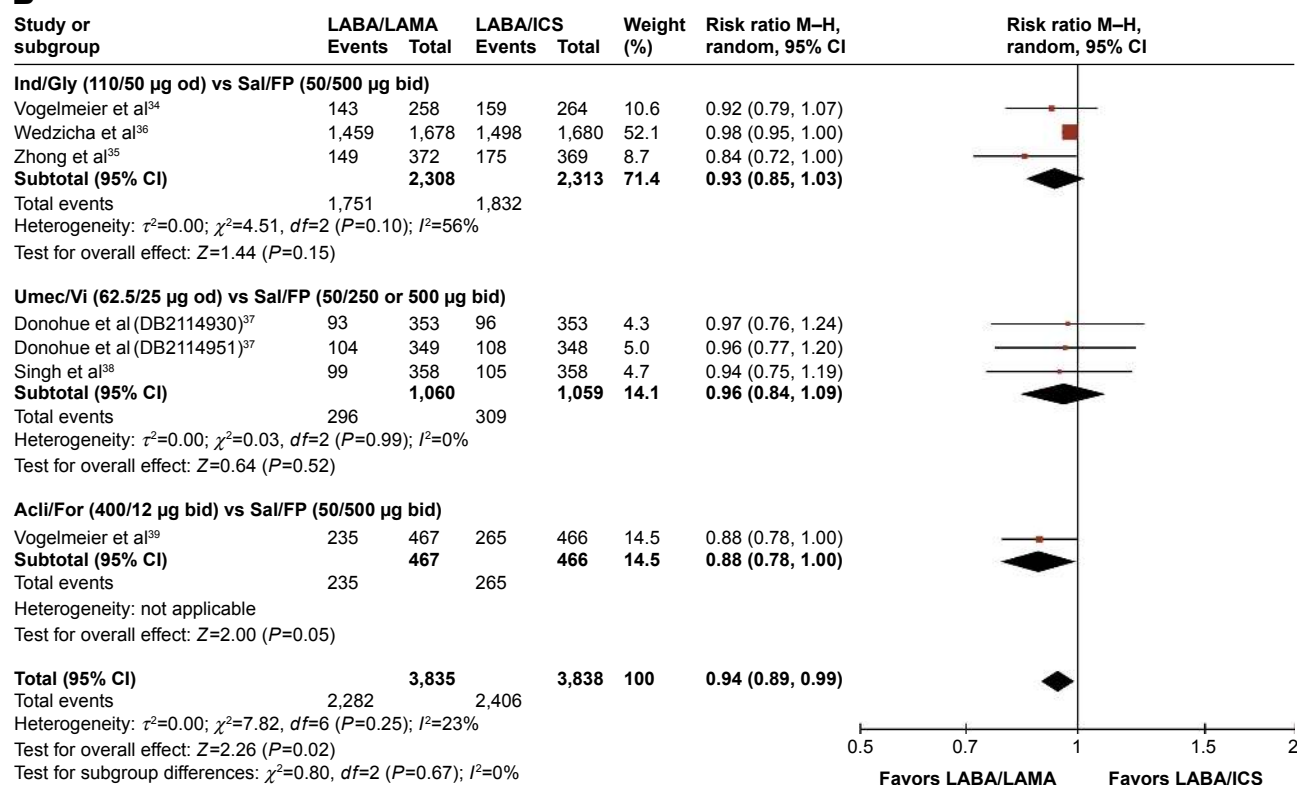 Study or LABA/LAMA LABA/ICS Weight Risk ratio M–H, Risk ratio M–H,
subgroup Events Total Events Total (%) random, 95% CI random, 95% CI
Ind/Gly (110/50 µg od) vs Sal/FP (50/500 µg bid)
Vogelmeier et al³⁴ 143 258 159 264 10.6 0.92 (0.79, 1.07)
Wedzicha et al³⁶ 1,459 1,678 1,498 1,680 52.1 0.98 (0.95, 1.00)
Zhong et al³⁵ 149 372 175 369 8.7 0.84 (0.72, 1.00)
Subtotal (95% CI) 2,308 2,313 71.4 0.93 (0.85, 1.03)
Total events 1,751 1,832
Heterogeneity: τ²=0.00; χ²=4.51, df=2 (P=0.10); I²=56%
Test for overall effect: Z=1.44 (P=0.15)
Umec/Vi (62.5/25 µg od) vs Sal/FP (50/250 or 500 µg bid)
Donohue et al (DB2114930)³⁷ 93 353 96 353 4.3 0.97 (0.76, 1.24)
Donohue et al (DB2114951)³⁷ 104 349 108 348 5.0 0.96 (0.77, 1.20)
Singh et al³⁸ 99 358 105 358 4.7 0.94 (0.75, 1.19)
Subtotal (95% CI) 1,060 1,059 14.1 0.96 (0.84, 1.09)
Total events 296 309
Heterogeneity: τ²=0.00; χ²=0.03, df=2 (P=0.99); I²=0%
Test for overall effect: Z=0.64 (P=0.52)
Acli/For (400/12 µg bid) vs Sal/FP (50/500 µg bid)
Vogelmeier et al³⁹ 235 467 265 466 14.5 0.88 (0.78, 1.00)
Subtotal (95% CI) 467 466 14.5 0.88 (0.78, 1.00)
Total events 235 265
Heterogeneity: not applicable
Test for overall effect: Z=2.00 (P=0.05)
Total (95% CI) 3,835 3,838 100 0.94 (0.89, 0.99)
Total events 2,282 2,406
Heterogeneity: τ²=0.00; χ²=7.82, df=6 (P=0.25); I²=23%
Test for overall effect: Z=2.26 (P=0.02)
Test for subgroup differences: χ²=0.80, df=2 (P=0.67); I²=0%
0.5 0.7 1 1.5 2
Favors LABA/LAMA Favors LABA/ICS